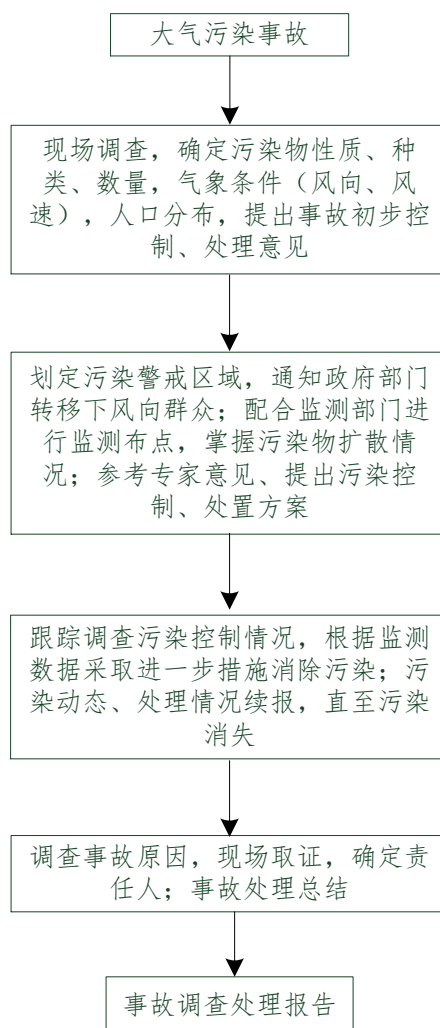 大气污染事故
现场调查，确定污染物性质、种
类、数量，气象条件（风向、风
速），人口分布，提出事故初步控
制、处理意见
划定污染警戒区域，通知政府部门
转移下风向群众；配合监测部门进
行监测布点，掌握污染物扩散情
况；参考专家意见、提出污染控
制、处置方案
跟踪调查污染控制情况，根据监测
数据采取进一步措施消除污染；污
染动态、处理情况续报，直至污染
消失
调查事故原因，现场取证，确定责
任人；事故处理总结
事故调查处理报告